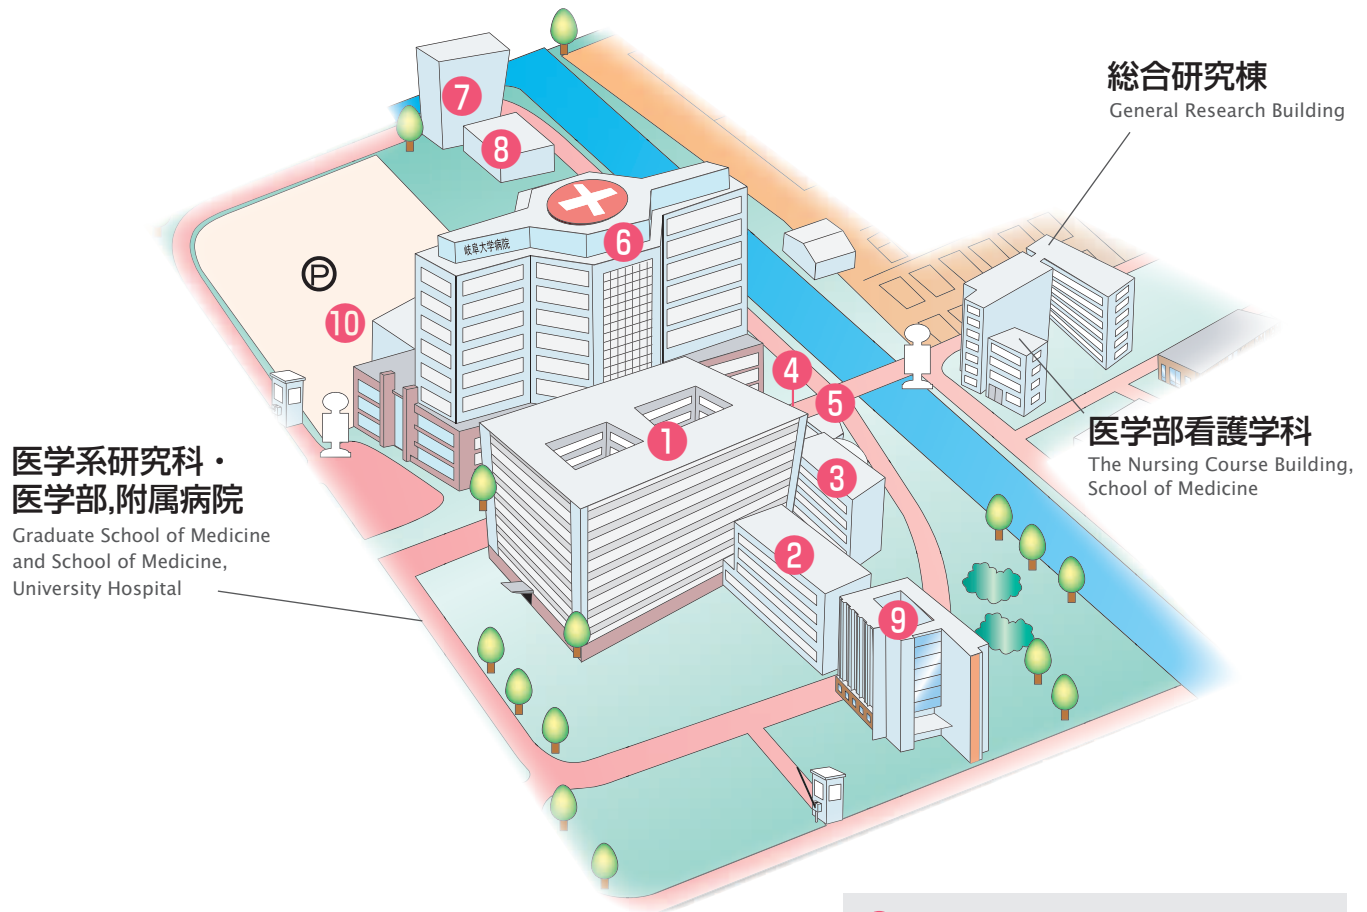 総合研究棟
General Research Building
7
8
岐阜大学病院
6
P
10
4
5
1
医学部看護学科
The Nursing Course Building,
School of Medicine
医学系研究科・
医学部,附属病院
Graduate School of Medicine
and School of Medicine,
University Hospital
3
2
9